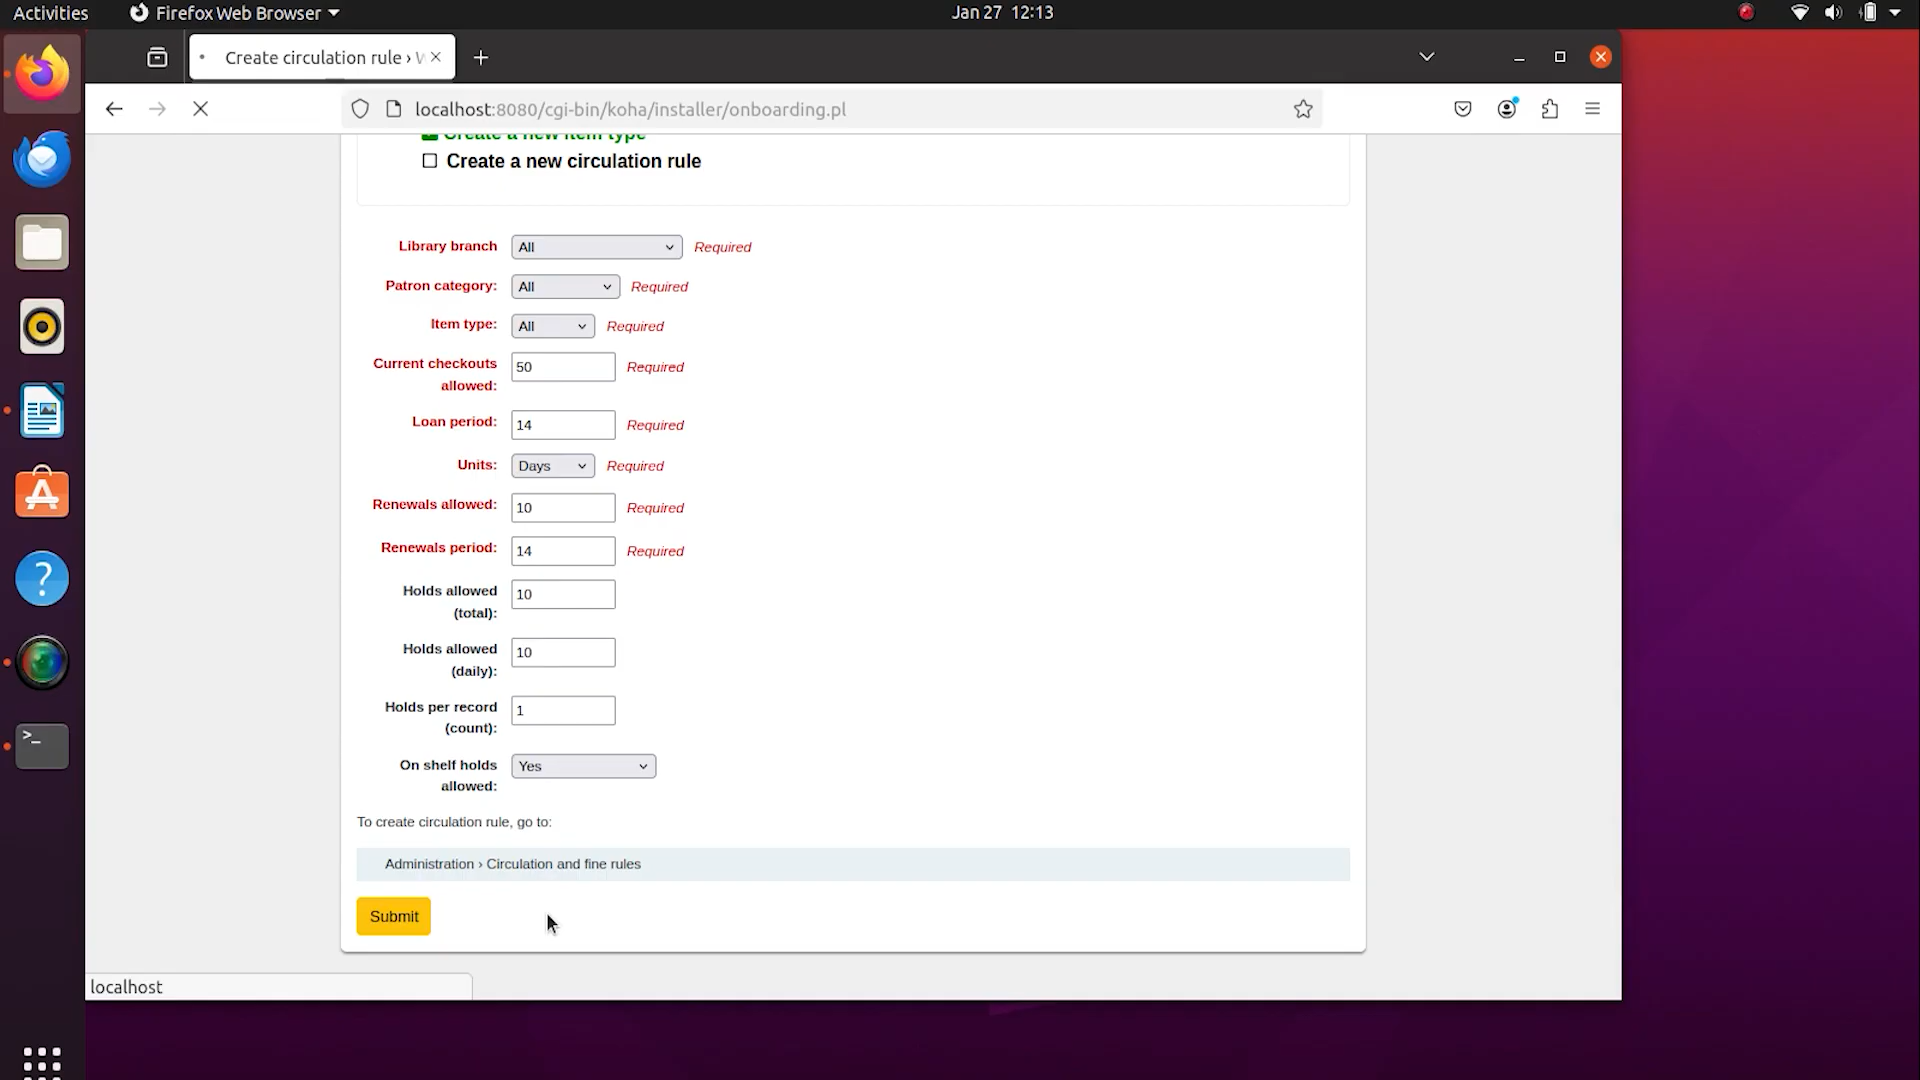 Activities
Firefox Web Browser
Jan 27 12:13
Create circulation rule ›
localhost:8080/cgi-bin/koha/installer/onboarding.pl
Create a new item type
Create a new circulation rule
Library branch All Required
Patron category: All Required
Item type: All Required
Current checkouts
allowed: 50 Required
Loan period: 14 Required
Units: Days Required
Renewals allowed: 10 Required
Renewals period: 14 Required
Holds allowed
(total): 10
Holds allowed
(daily): 10
Holds per record
(count): 1
On shelf holds
allowed: Yes
To create circulation rule, go to:
Administration › Circulation and fine rules
Submit
localhost